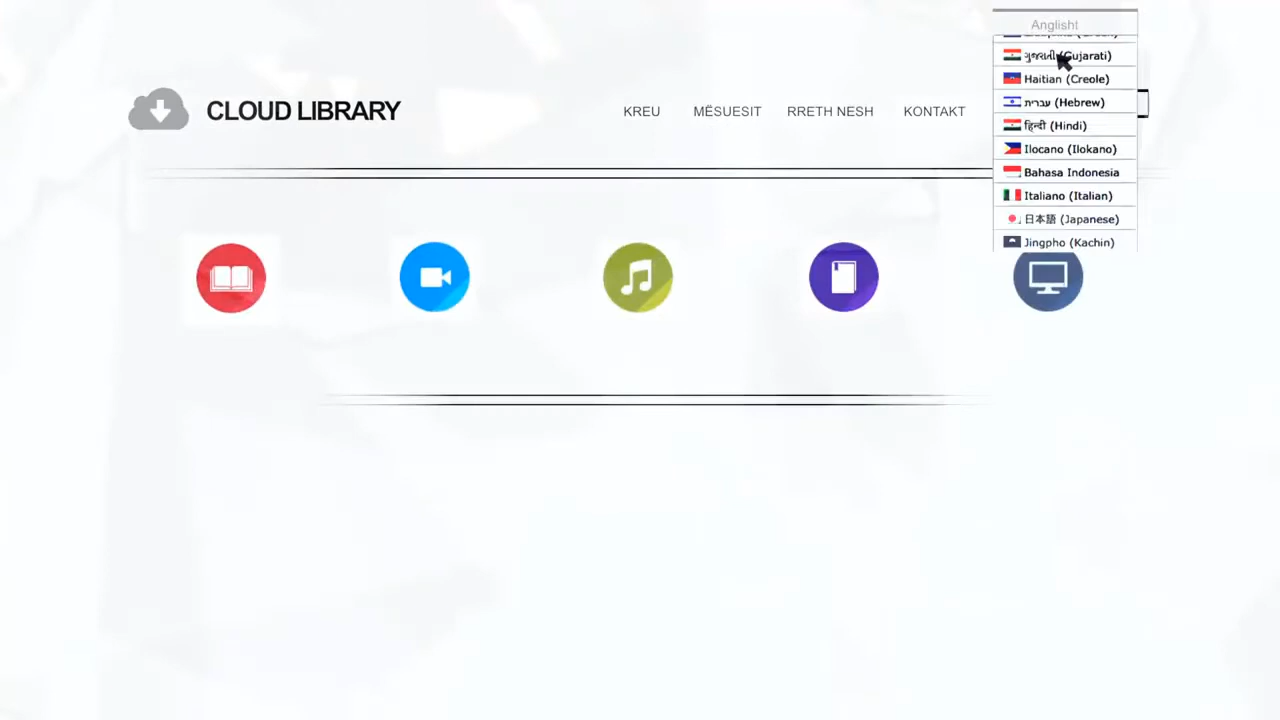 Anglisht
ગુજરાતી (Gujarati)
Haitian (Creole)
עברית (Hebrew)
हिन्दी (Hindi)
Ilocano (Ilokano)
Bahasa Indonesia
Italiano (Italian)
日本語 (Japanese)
Jingpho (Kachin)
CLOUD LIBRARY
KREU
MËSUESIT
RRETH NESH
KONTAKT